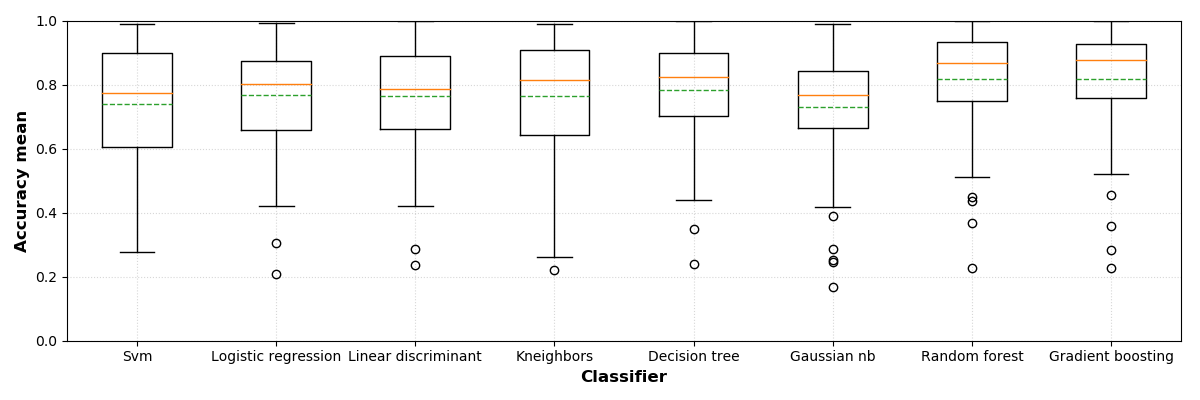 Accuracy mean
1.0
0.8
0.6
0.4
0.2
0.0
Svm Logistic regression Linear discriminant Kneighbors Decision tree Gaussian nb Random forest Gradient boosting
Classifier